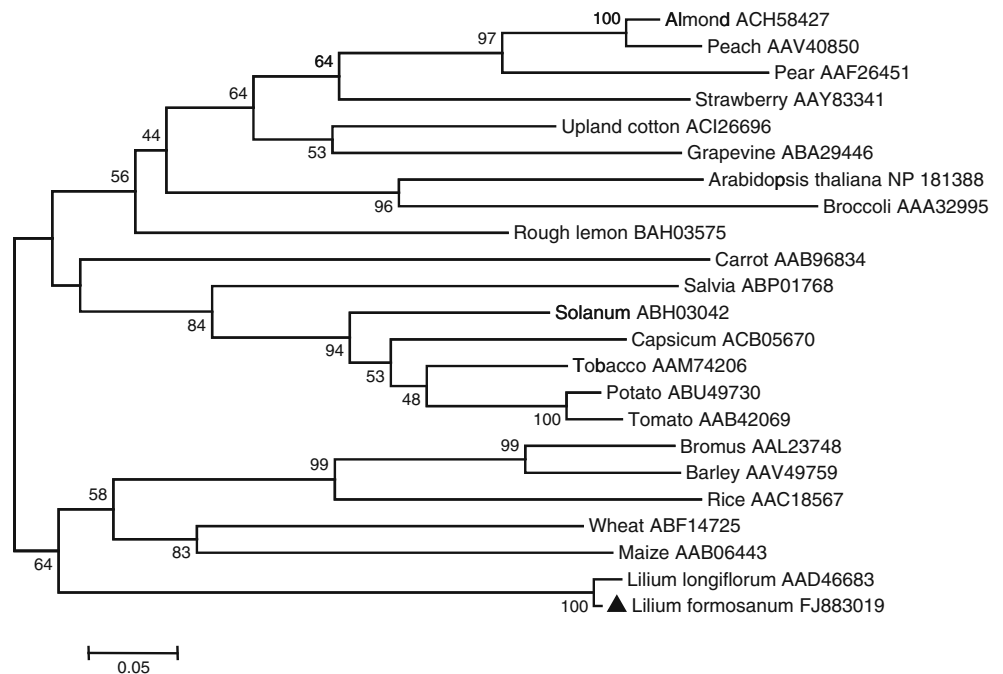 100 Almond ACH58427
97 Peach AAV40850
64 Pear AAF26451
64 Strawberry AAY83341
44 Upland cotton ACI26696
53 Grapevine ABA29446
56 Arabidopsis thaliana NP 181388
96 Broccoli AAA32995
Rough lemon BAH03575
Carrot AAB96834
Salvia ABP01768
84 Solanum ABH03042
94 Capsicum ACB05670
53 Tobacco AAM74206
48 Potato ABU49730
100 Tomato AAB42069
99 Bromus AAL23748
99 Barley AAV49759
58 Rice AAC18567
Wheat ABF14725
83 Maize AAB06443
64 Lilium longiflorum AAD46683
100 Lilium formosanum FJ883019
0.05